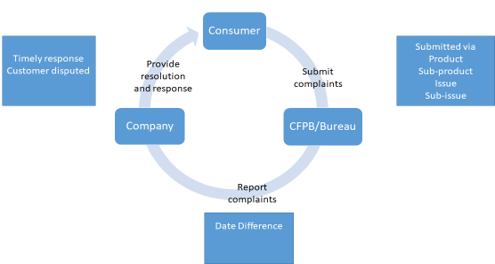 Consumer
Timely response
Customer disputed
Provide
resolution
and response
Submit
complaints
Submitted via
Product
Sub-product
Issue
Sub-issue
Company
CFPB/Bureau
Report
complaints
Date Difference